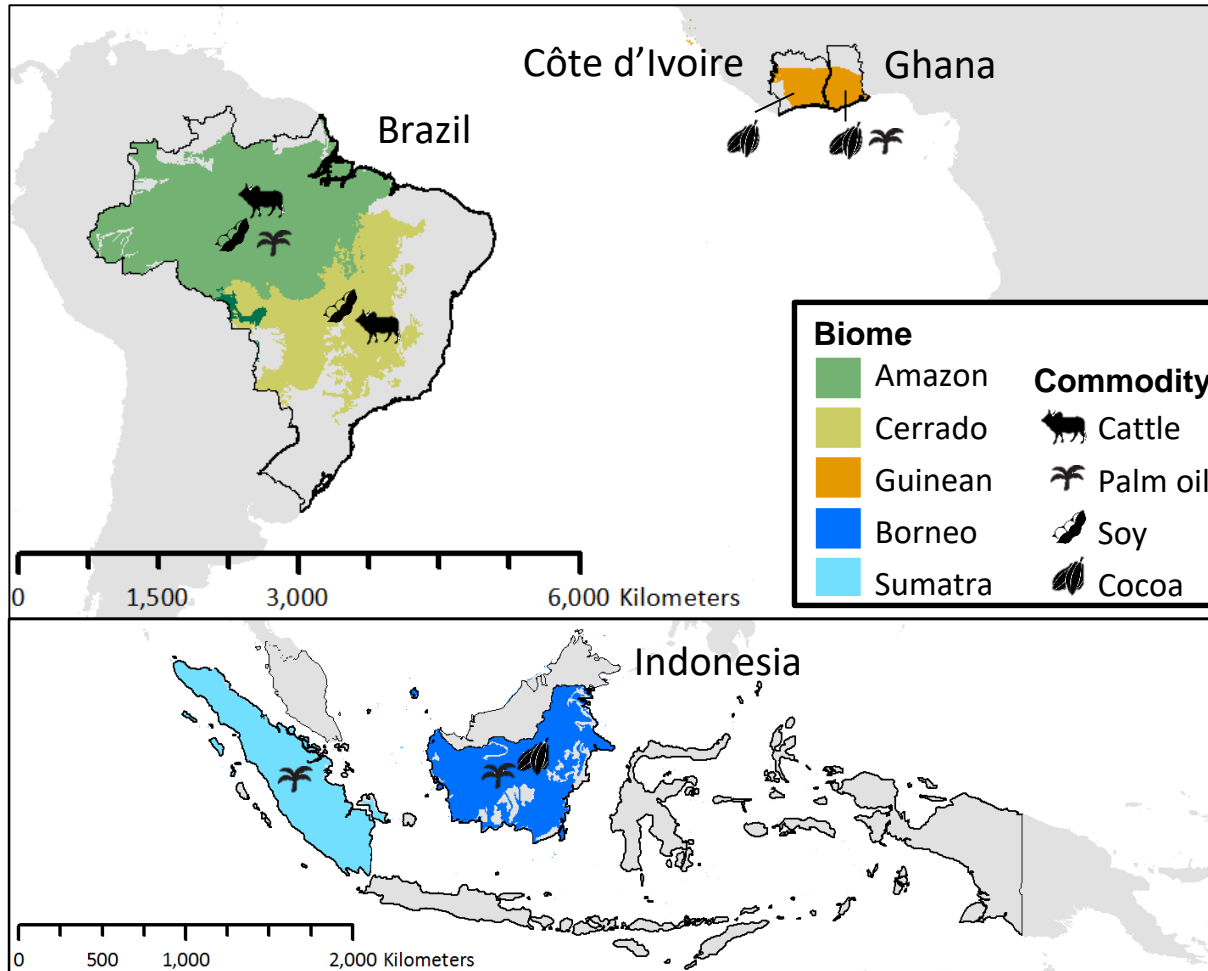 Côte d’Ivoire
Ghana
Brazil
Biome
Amazon
Cerrado
Guinean
Borneo
Sumatra
Commodity
Cattle
Palm oil
Soy
Cocoa
0 1,500 3,000 6,000 Kilometers
Indonesia
0 500 1,000 2,000 Kilometers